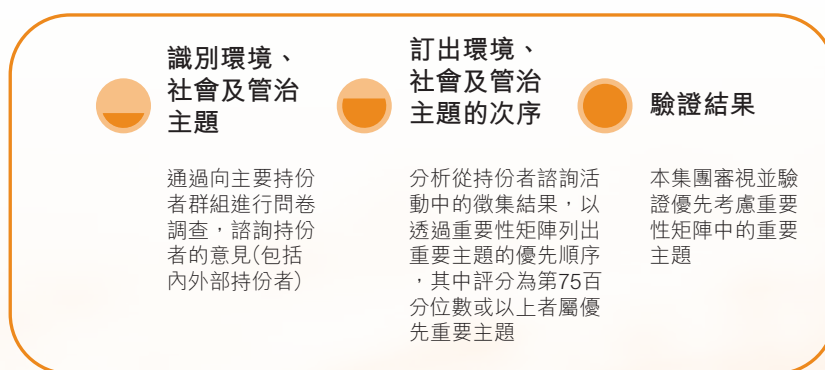 識別環境、
社會及管治
主題
通過向主要持份
者群組進行問卷
調查，諮詢持份
者的意見(包括
內外部持份者)
訂出環境、
社會及管治
主題的次序
分析從持份者諮詢活
動中的徵集結果，以
透過重要性矩陣列出
重要主題的優先順序
，其中評分為第75百
分位數或以上者屬優
先重要主題
驗證結果
本集團審視並驗
證優先考慮重要
性矩陣中的重要
主題